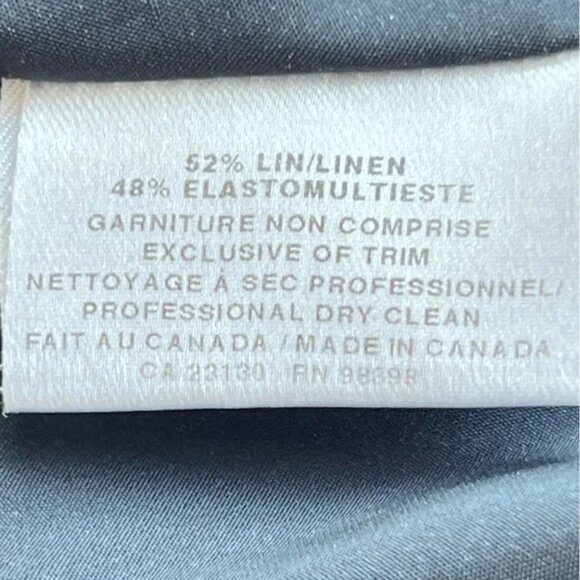 52% LIN/LINEN
48% ELASTOMULTIESTE
GARNITURE NON COMPRISE
EXCLUSIVE OF TRIM
NETTOYAGE À SEC PROFESSIONNEL/
PROFESSIONAL DRY CLEAN
FAIT AU CANADA / MADE IN CANADA
CA 23130 RN 98398